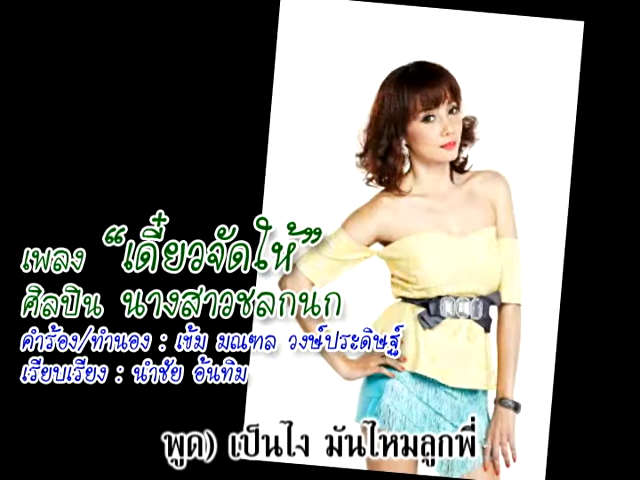 เพลง “เดี๋ยวจัดให้”
ศิลปิน นางสาวชลกนก
คำร้อง/ทำนอง : เข้ม มณฑล วงษ์ประดิษฐ์
เรียบเรียง : นำชัย อ้นทิม
พูด) เป็นไง มันไหมลูกพี่